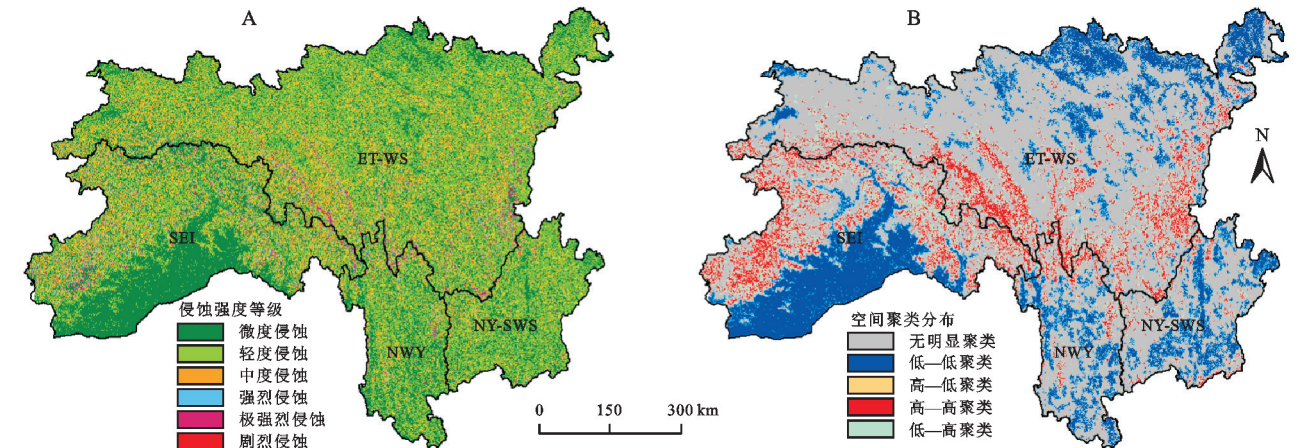 A
ET-WS
SEI
NWY
NY-SWS
侵蚀强度等级
微度侵蚀
轻度侵蚀
中度侵蚀
强烈侵蚀
极强烈侵蚀
剧烈侵蚀
0 150 300 km
B
N
ET-WS
SEI
NWY
NY-SWS
空间聚类分布
无明显聚类
低—低聚类
高—低聚类
高—高聚类
低—高聚类